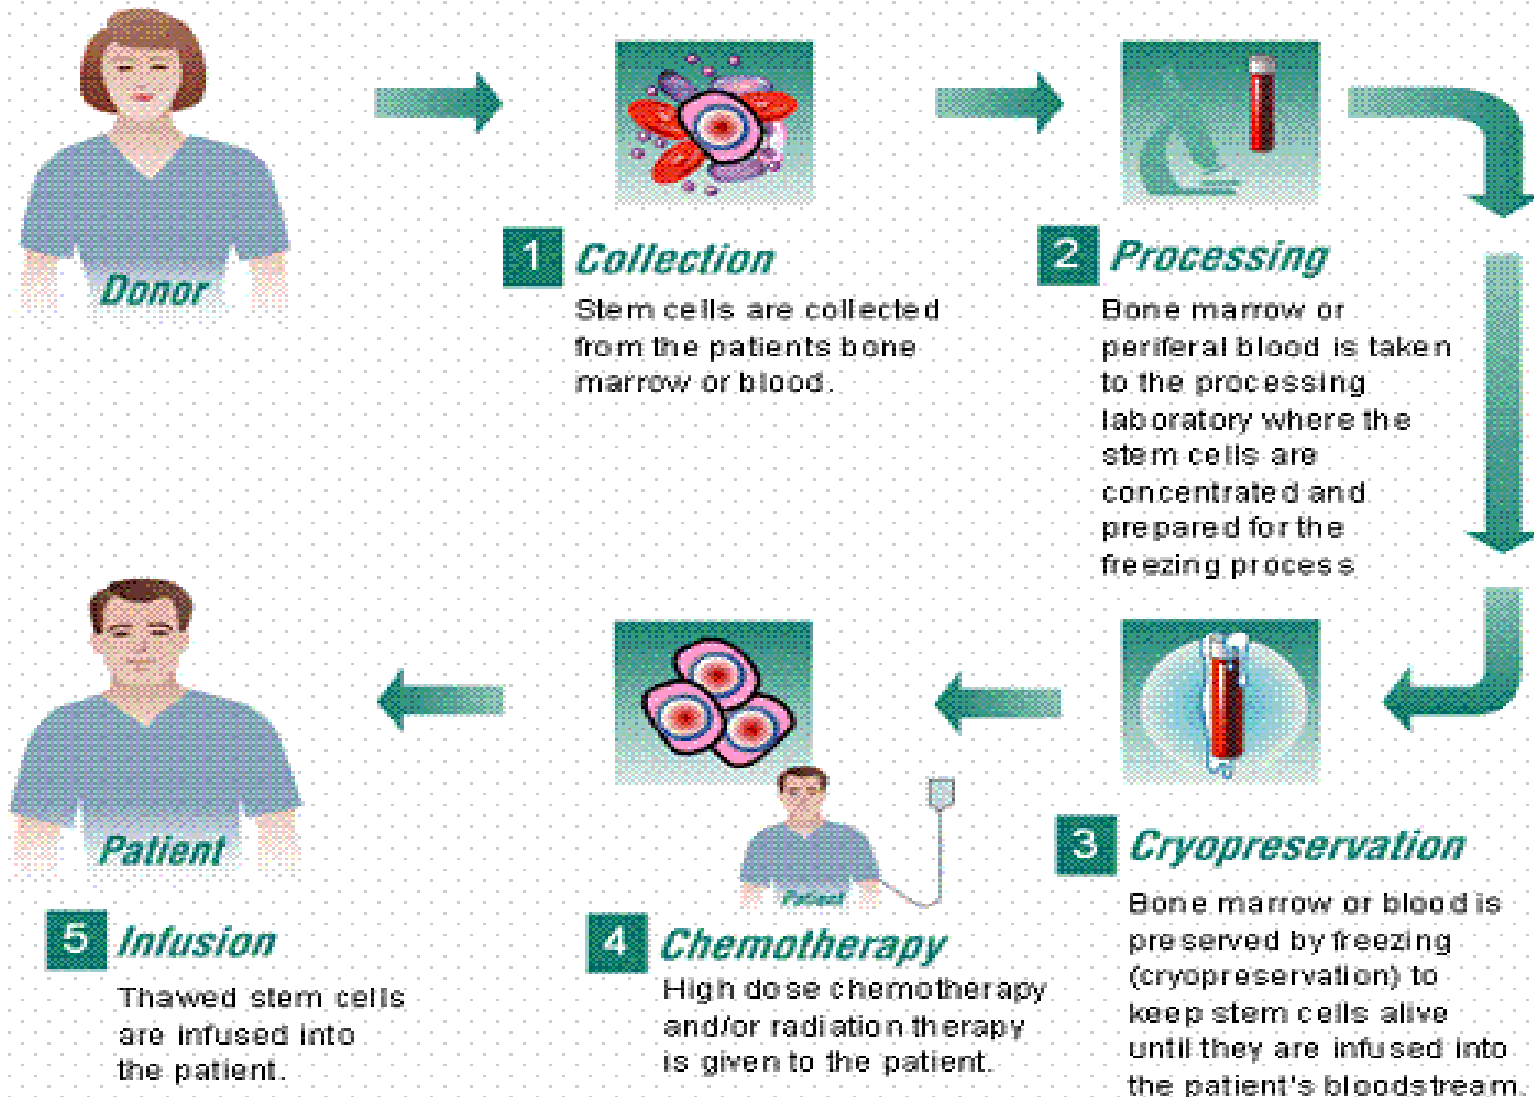 Donor
1 Collection
Stem cells are collected
from the patients bone
marrow or blood.
2 Processing
Bone marrow or
periferal blood is taken
to the processing
laboratory where the
stem cells are
concentrated and
prepared for the
freezing process
3 Cryopreservation
Bone marrow or blood is
preserved by freezing
(cryopreservation) to
keep stem cells alive
until they are infused into
the patient's bloodstream.
Patient
4 Chemotherapy
High dose chemotherapy
and/or radiation therapy
is given to the patient.
Patient
5 Infusion
Thawed stem cells
are infused into
the patient.